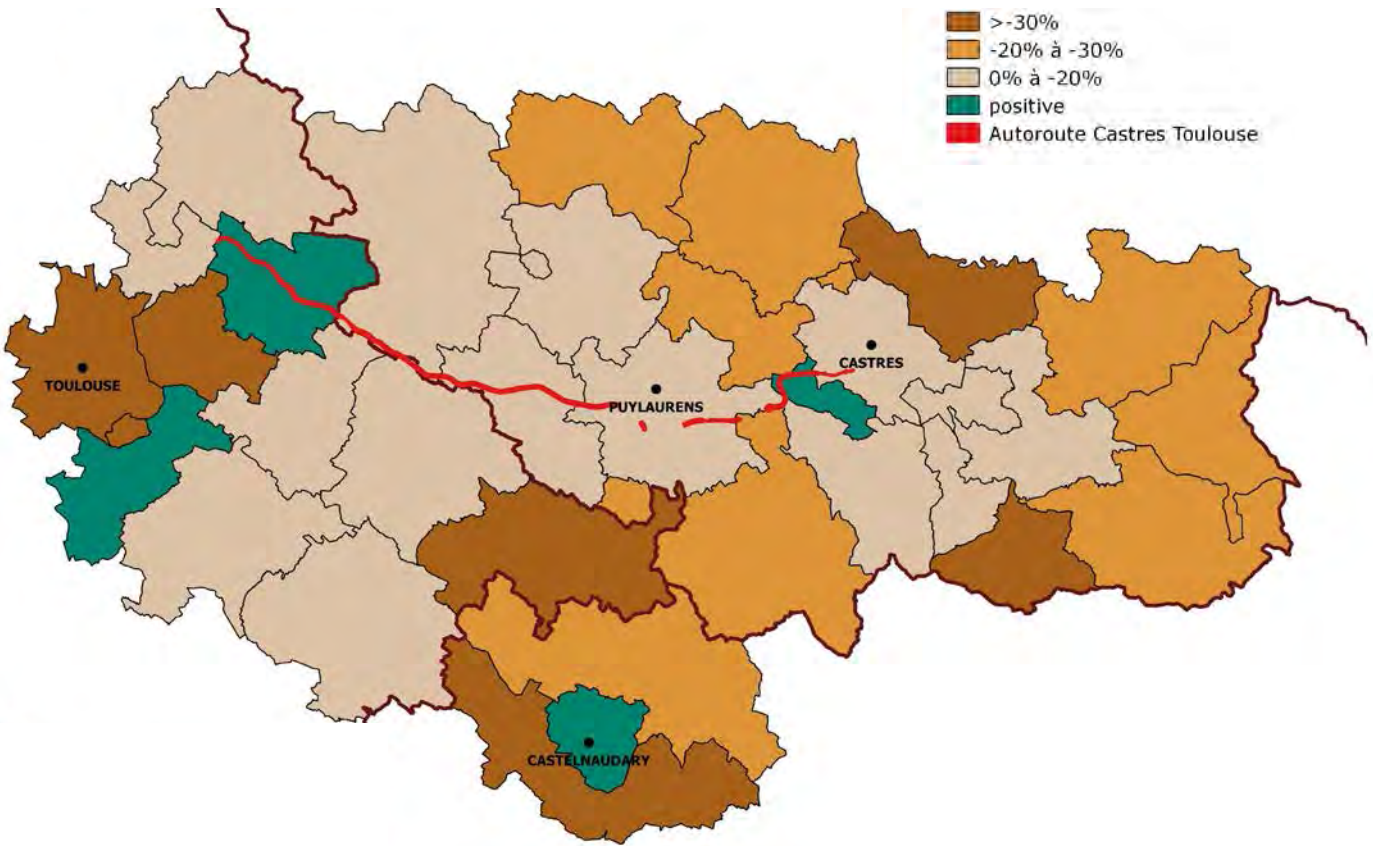 >-30%
-20% à -30%
0% à -20%
positive
Autoroute Castres Toulouse
CASTRES
TOULOUSE
PUYLAURENS
CASTELNAUDARY